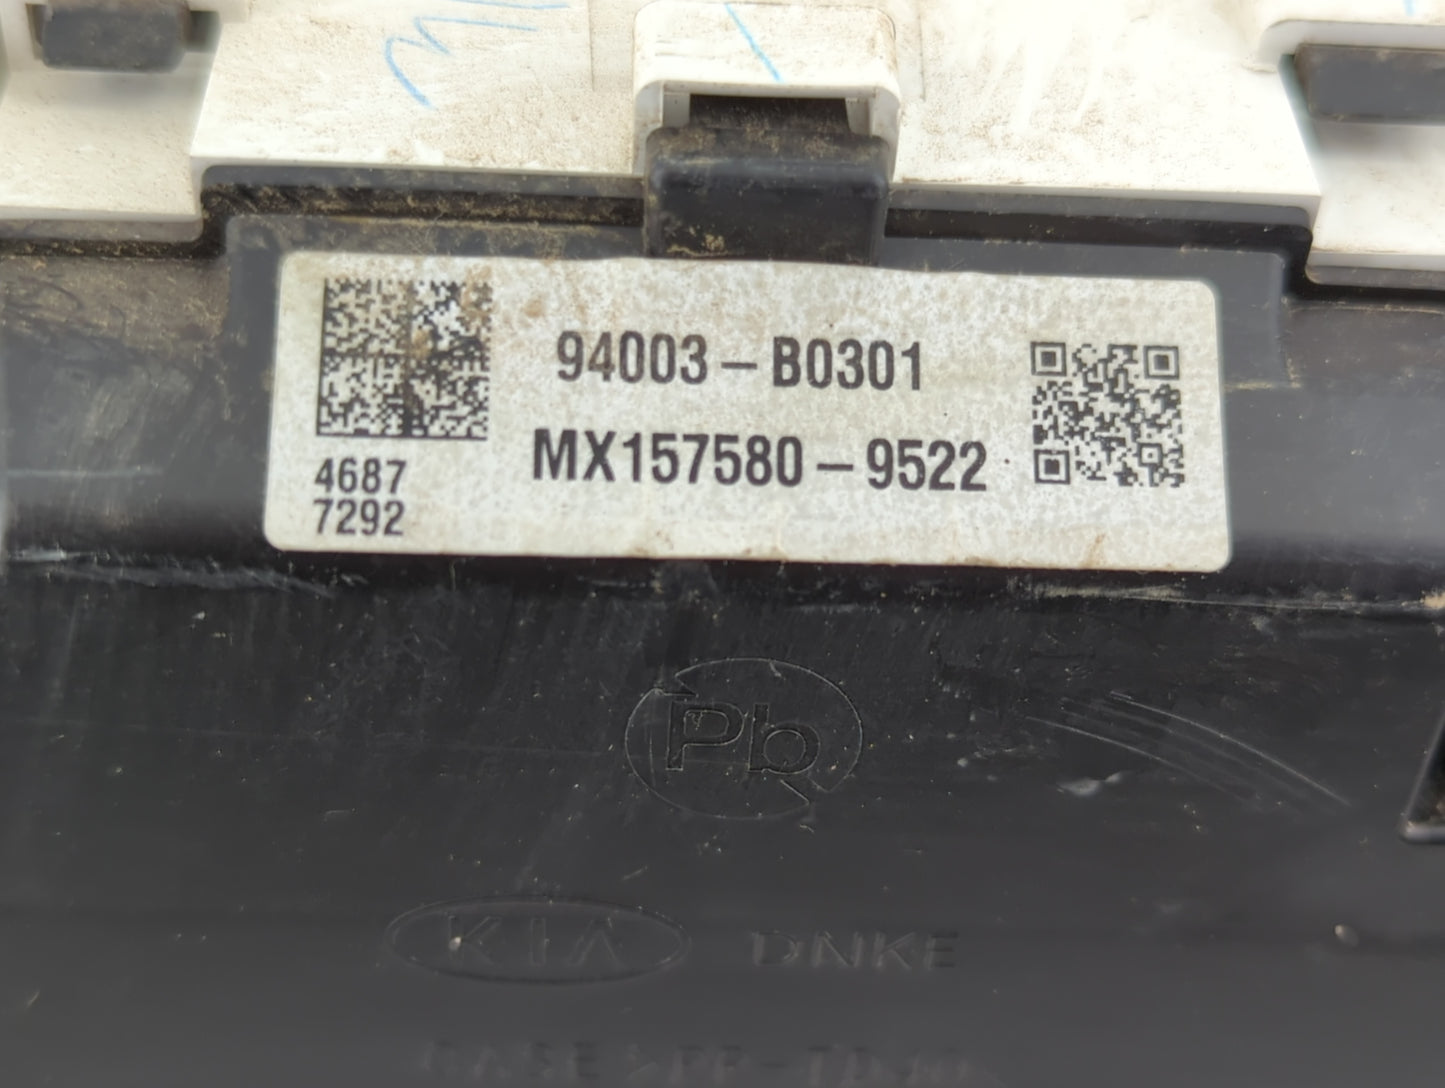 94003-B0301
MX157580-9522
4687
7292
Pb
KIA DNKE